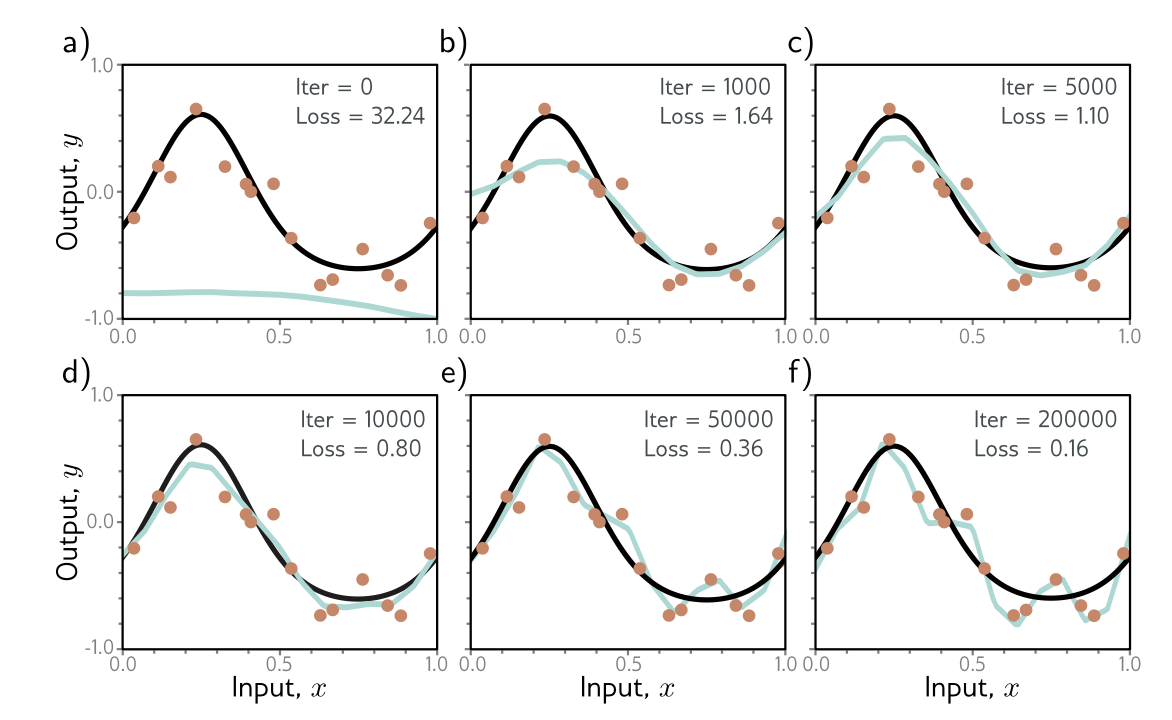 a)
1.0
0.0
-1.0
Output, y
Iter = 0
Loss = 32.24
0.0 0.5 1.0
b)
Iter = 1000
Loss = 1.64
0.0 0.5 1.0
c)
Iter = 5000
Loss = 1.10
0.0 0.5 1.0
d)
1.0
0.0
-1.0
Output, y
Iter = 10000
Loss = 0.80
0.0 0.5 1.0
Input, x
e)
Iter = 50000
Loss = 0.36
0.0 0.5 1.0
Input, x
f)
Iter = 200000
Loss = 0.16
0.0 0.5 1.0
Input, x